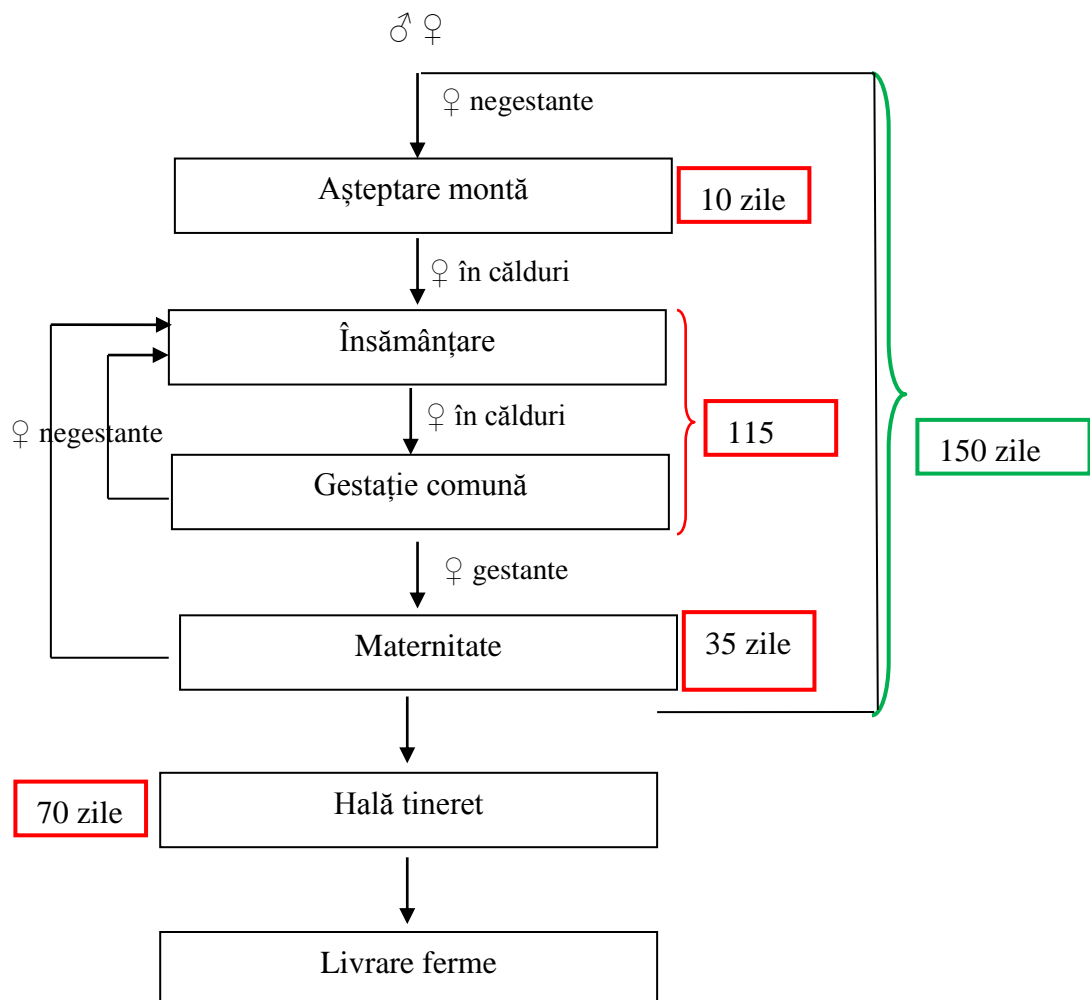 ♂ ♀
♀ negestante
Așteptare montă
10 zile
♀ în călduri
Însămânțare
♀ în călduri
♀ negestante
115
150 zile
Gestație comună
♀ gestante
Maternitate
35 zile
70 zile
Hală tineret
Livrare ferme